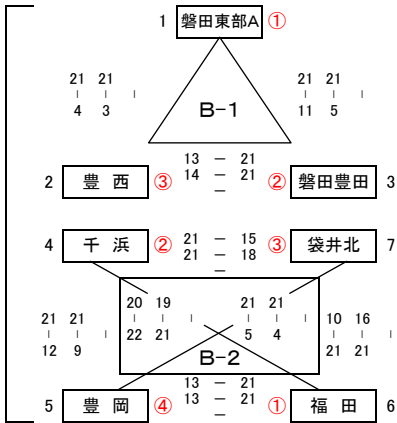 1 磐田東部A ①
21 21 21 21
| | | | | |
4 3 11 5
B-1
13 — 21
2 豊 西 ③ 14 — 21 ② 磐田豊田 3
—
4 千 浜 ② 21 — 15 ③ 袋井北 7
21 — 18
—
20 19 21 21
21 21 | | | | | | 10 16
| | | 22 21 5 4 | | |
12 9 21 21
B-2
13 — 21
5 豊 岡 ④ 13 — 21 ① 福 田 6
—